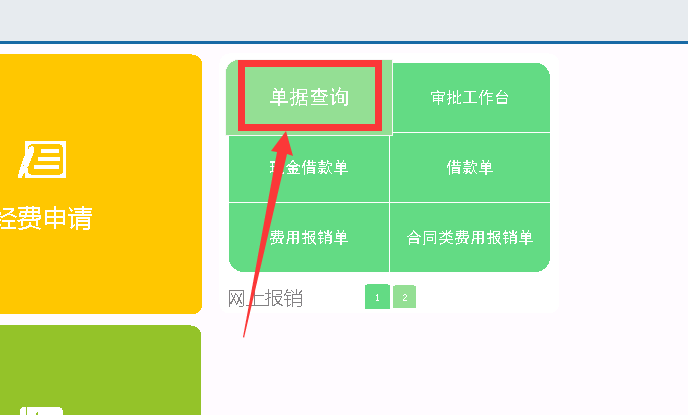 单据查询
审批工作台
现金借款单
借款单
经费申请
费用报销单
合同类费用报销单
网上报销
1
2